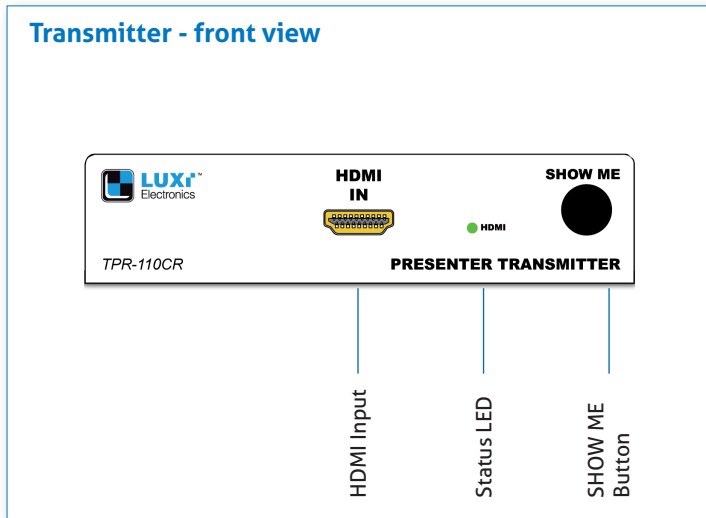 Transmitter - front view
LUXI™
Electronics
HDMI
IN
SHOW ME
HDMI
TPR-110CR
PRESENTER TRANSMITTER
HDMI Input
Status LED
SHOW ME
Button